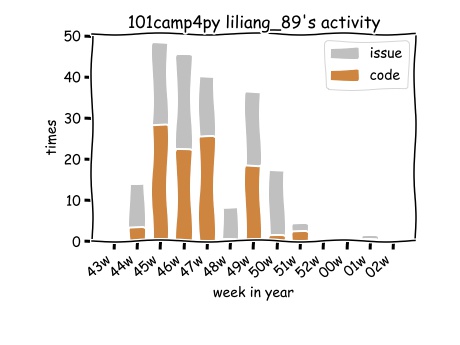 101camp4py liliang_89's activity
issue
code
times
50
40
30
20
10
0
43w 44w 45w 46w 47w 48w 49w 50w 51w 52w 00w 01w 02w
week in year